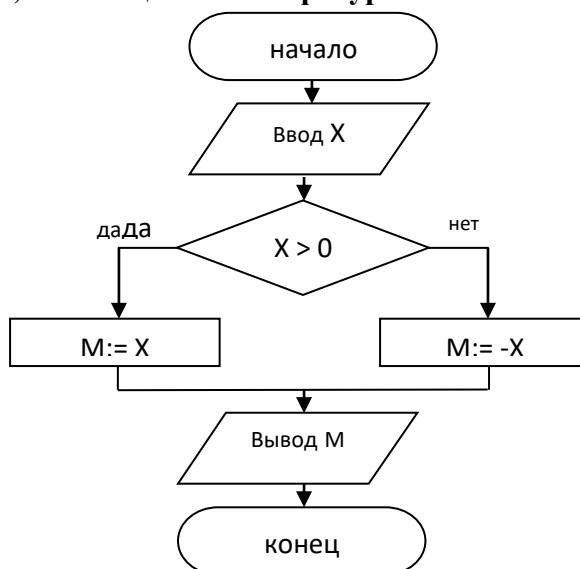 начало
Ввод X
дада
X > 0
нет
M:= X
M:= -X
Вывод M
конец